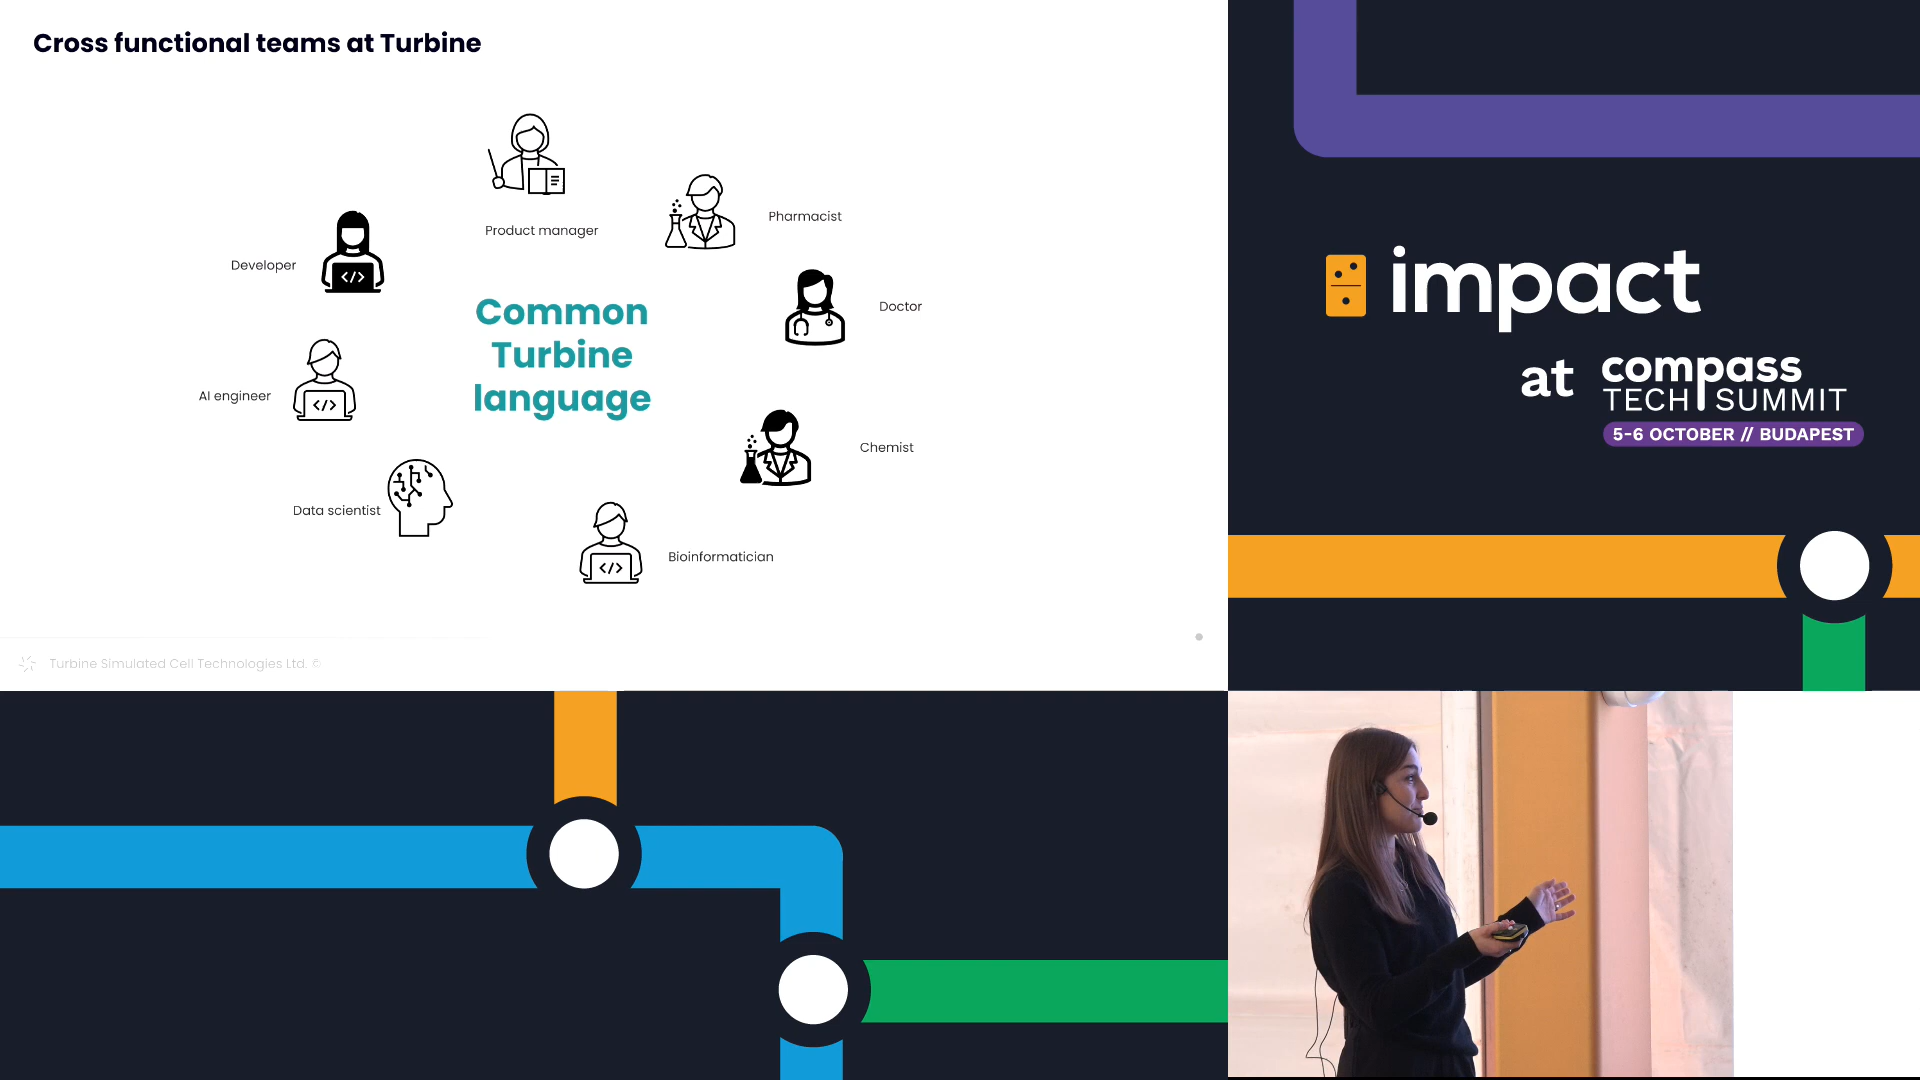 Cross functional teams at Turbine
Product manager
Pharmacist
Developer
Doctor
Common
Turbine
language
AI engineer
Chemist
Data scientist
Bioinformatician
Turbine Simulated Cell Technologies Ltd. ©
impact
at compass
TECH SUMMIT
5-6 OCTOBER // BUDAPEST